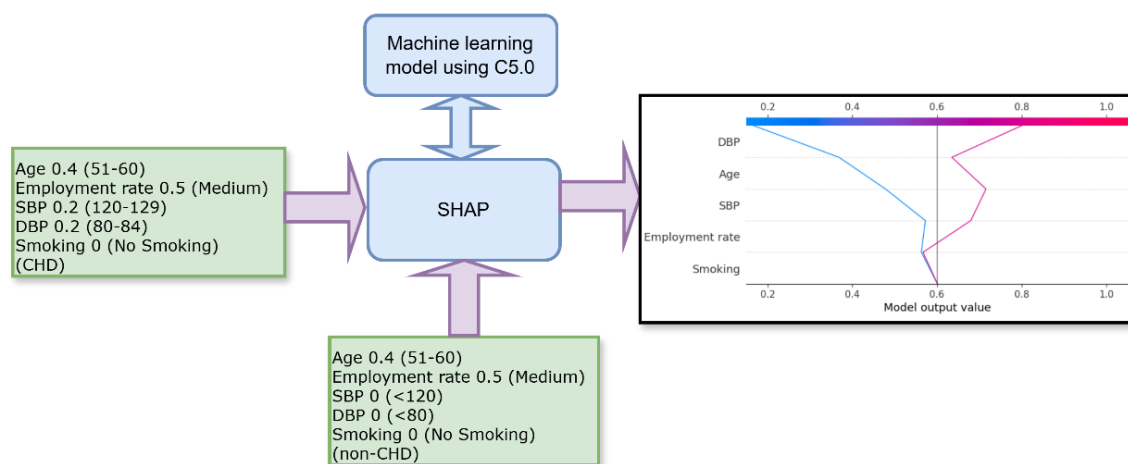 Machine learning
model using C5.0
Age 0.4 (51-60)
Employment rate 0.5 (Medium)
SBP 0.2 (120-129)
DBP 0.2 (80-84)
Smoking 0 (No Smoking)
(CHD)
SHAP
Age 0.4 (51-60)
Employment rate 0.5 (Medium)
SBP 0 (<120)
DBP 0 (<80)
Smoking 0 (No Smoking)
(non-CHD)
0.2 0.4 0.6 0.8 1.0
DBP
Age
SBP
Employment rate
Smoking
0.2 0.4 0.6 0.8 1.0
Model output value